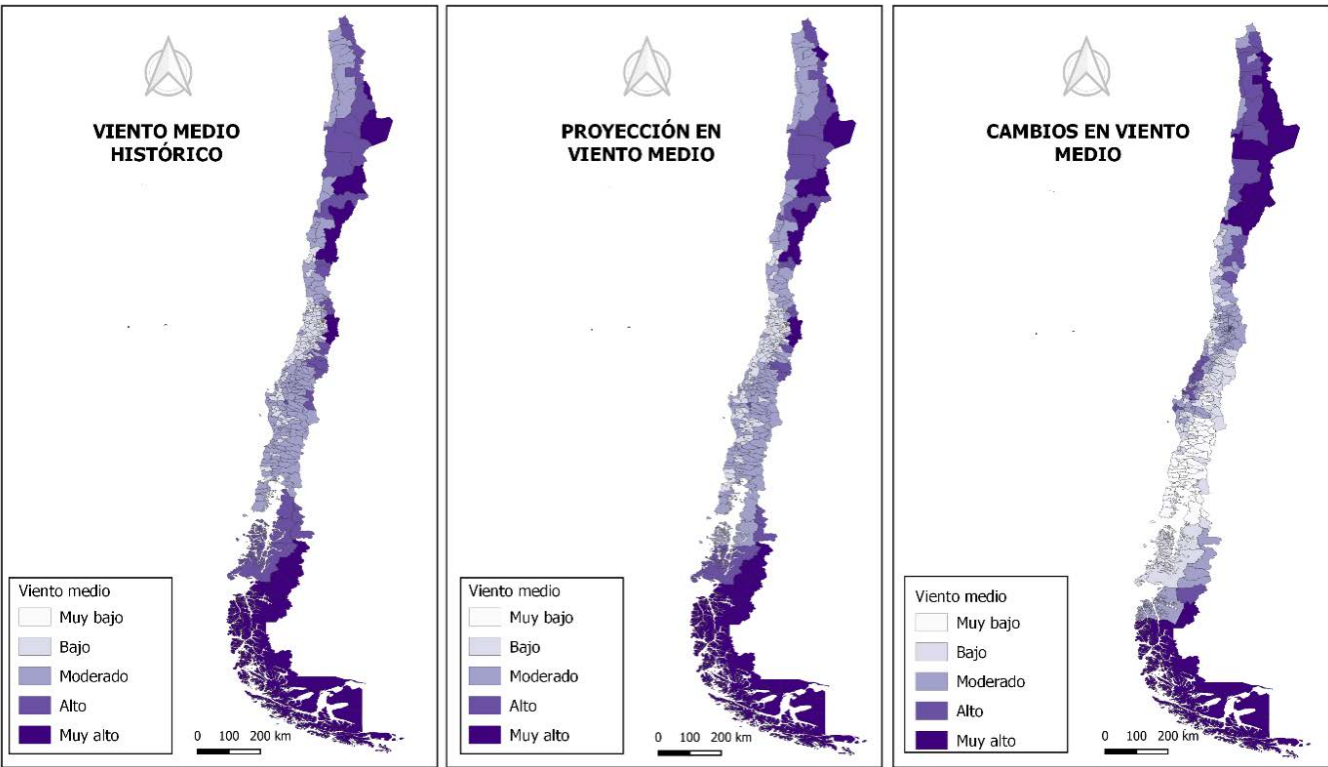 VIENTO MEDIO
HISTÓRICO
Viento medio
Muy bajo
Bajo
Moderado
Alto
Muy alto
0 100 200 km
PROYECCIÓN EN
VIENTO MEDIO
Viento medio
Muy bajo
Bajo
Moderado
Alto
Muy alto
0 100 200 km
CAMBIOS EN VIENTO
MEDIO
Viento medio
Muy bajo
Bajo
Moderado
Alto
Muy alto
0 100 200 km